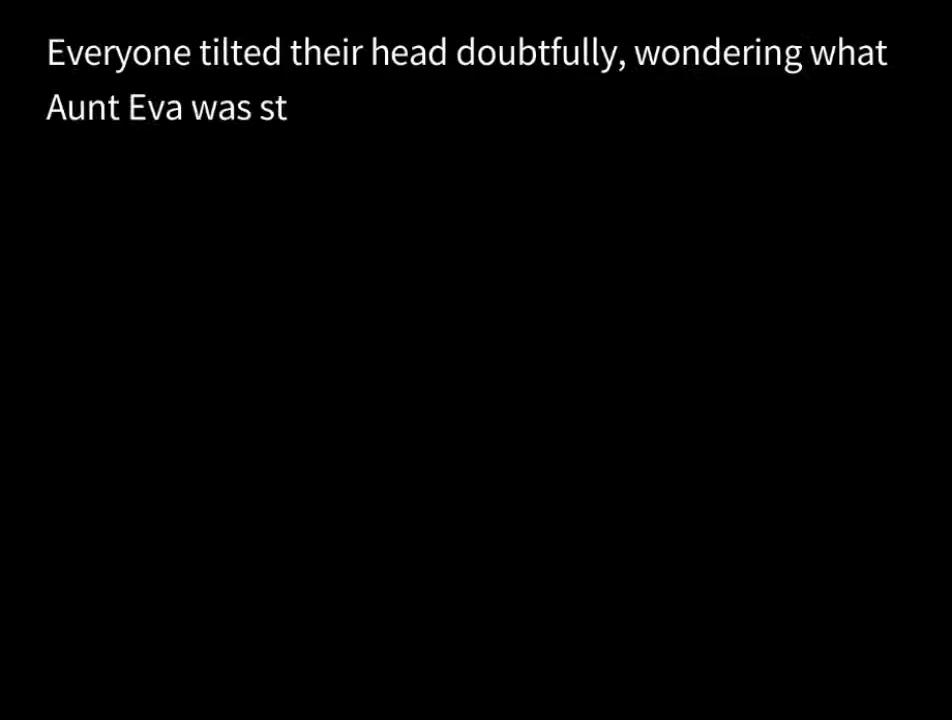 Everyone tilted their head doubtfully, wondering what
Aunt Eva was st